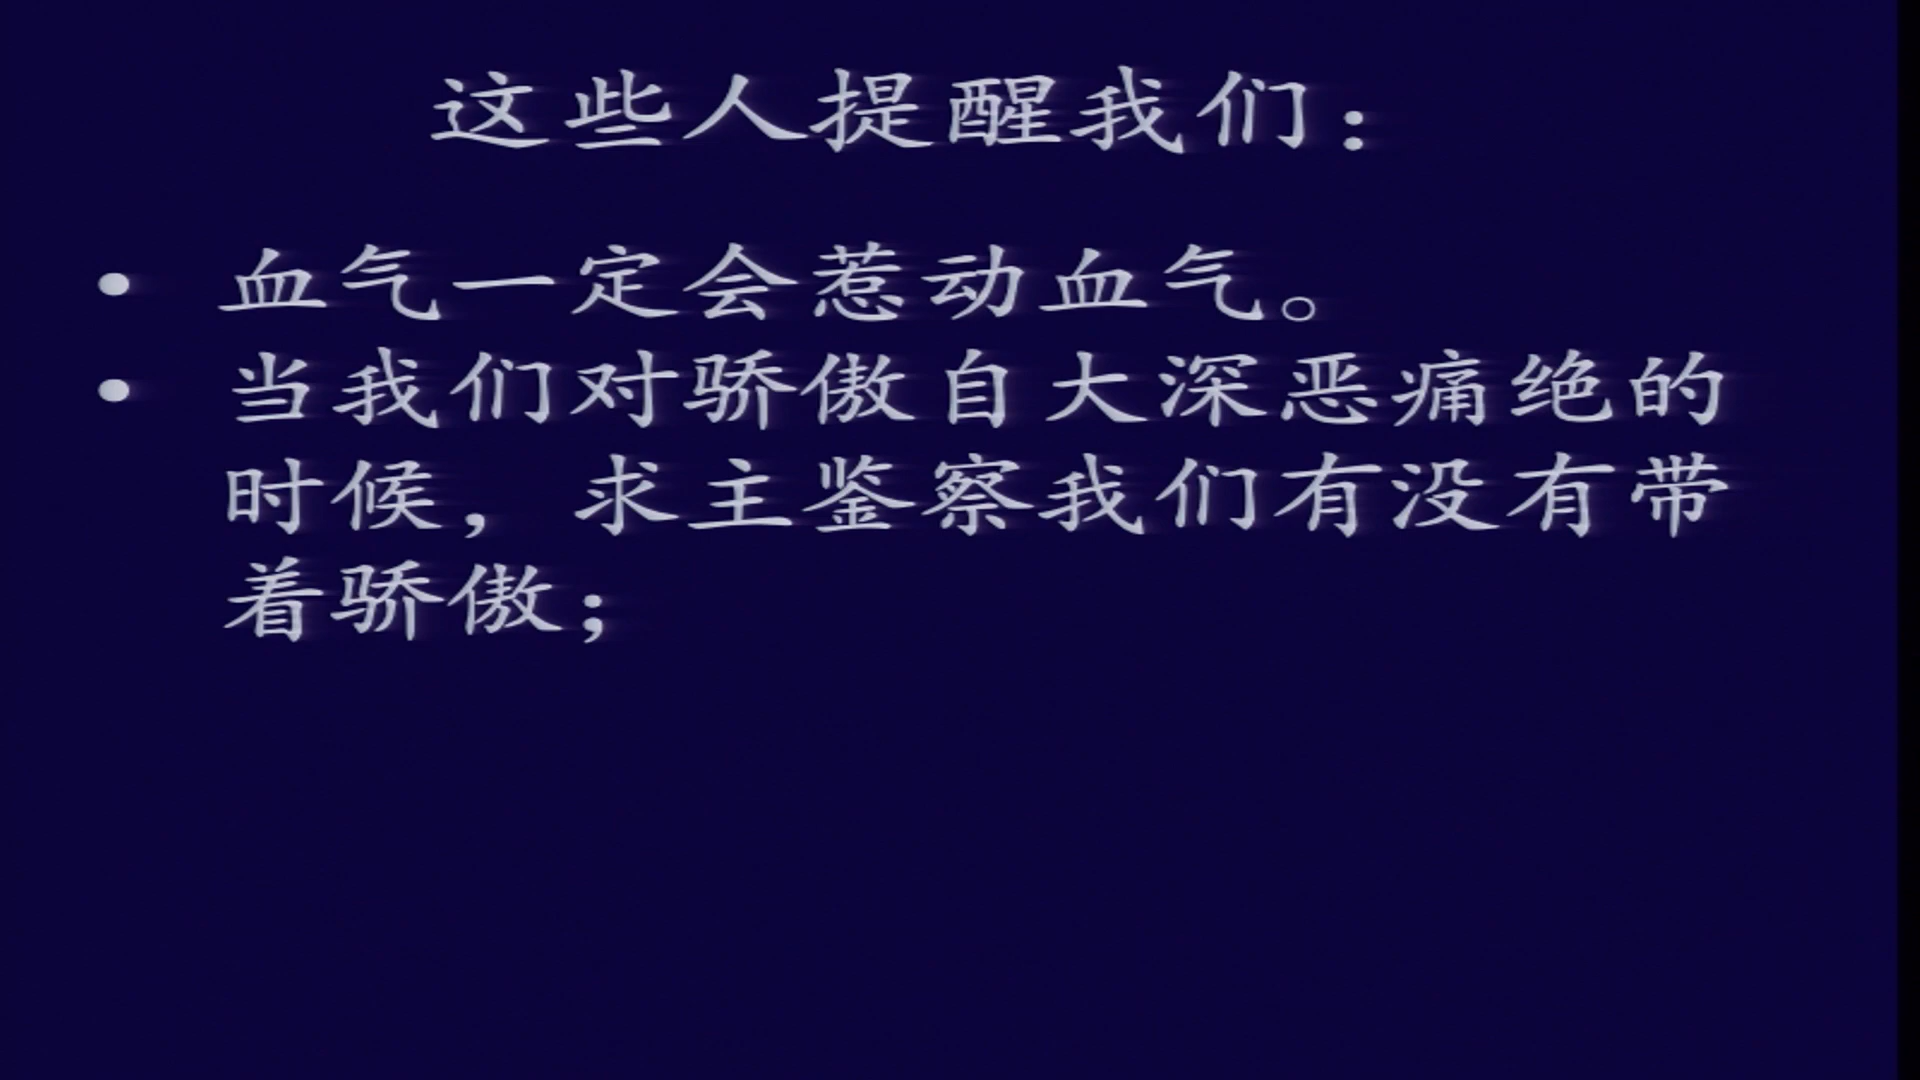 这些人提醒我们：
• 血气一定会惹动血气。
• 当我们对骄傲自大深恶痛绝的
时候，求主鉴察我们有没有带
着骄傲；